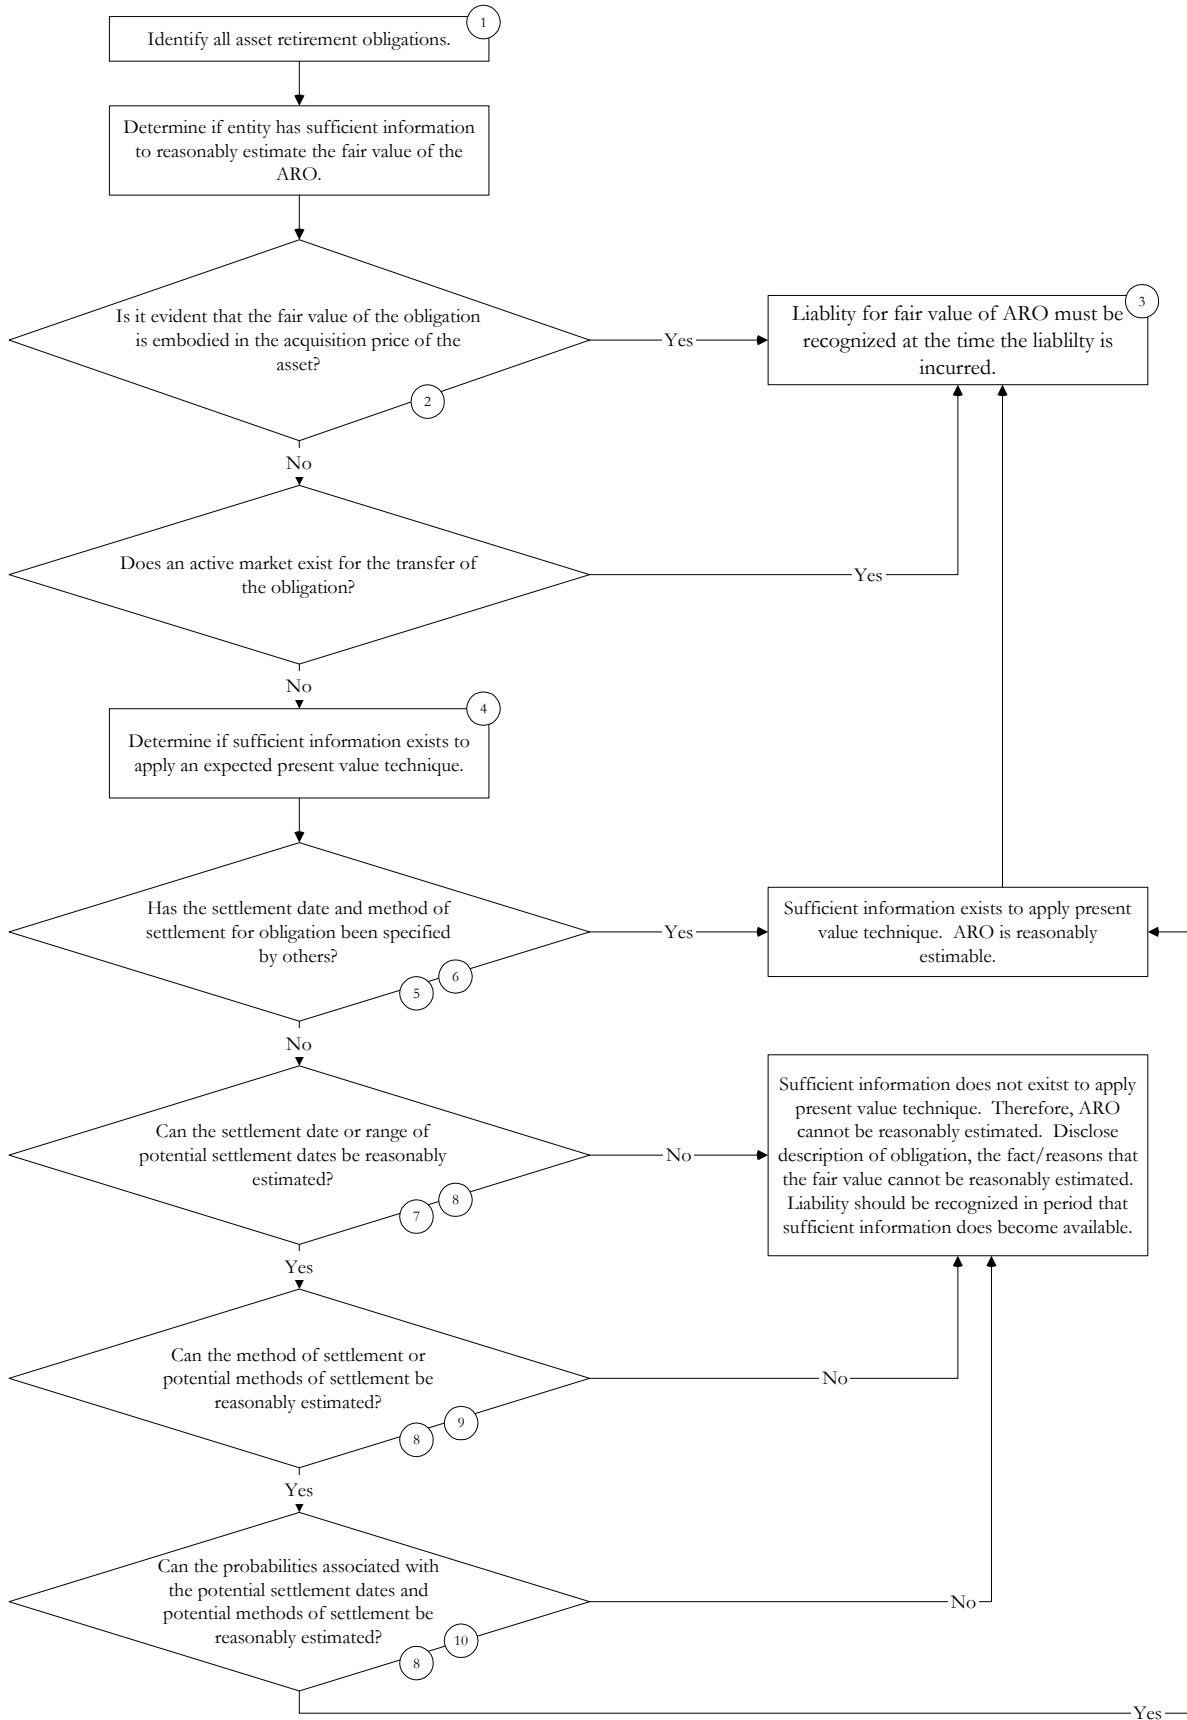 1
Identify all asset retirement obligations.
Determine if entity has sufficient information
to reasonably estimate the fair value of the
ARO.
Is it evident that the fair value of the obligation
is embodied in the acquisition price of the
asset?
2
Yes
3
Liablity for fair value of ARO must be
recognized at the time the liablilty is
incurred.
No
Does an active market exist for the transfer of
the obligation?
Yes
No
4
Determine if sufficient information exists to
apply an expected present value technique.
Has the settlement date and method of
settlement for obligation been specified
by others?
5
6
Yes
Sufficient information exists to apply present
value technique.  ARO is reasonably
estimable.
No
Can the settlement date or range of
potential settlement dates be reasonably
estimated?
7
8
No
Sufficient information does not exitst to apply
present value technique.  Therefore, ARO
cannot be reasonably estimated.  Disclose
description of obligation, the fact/reasons that
the fair value cannot be reasonably estimated.
Liability should be recognized in period that
sufficient information does become available.
Yes
Can the method of settlement or
potential methods of settlement be
reasonably estimated?
8
9
No
Yes
Can the probabilities associated with
the potential settlement dates and
potential methods of settlement be
reasonably estimated?
8
10
No
Yes